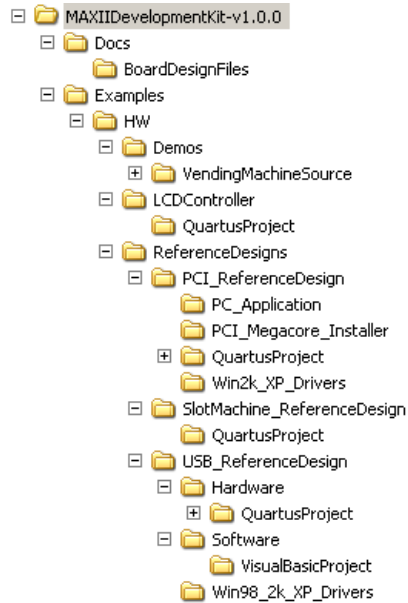 MAXIIDevelopmentKit-v1.0.0
Docs
BoardDesignFiles
Examples
HW
Demos
VendingMachineSource
LCDController
QuartusProject
ReferenceDesigns
PCI_ReferenceDesign
PC_Application
PCI_Megacore_Installer
QuartusProject
Win2k_XP_Drivers
SlotMachine_ReferenceDesign
QuartusProject
USB_ReferenceDesign
Hardware
QuartusProject
Software
VisualBasicProject
Win98_2k_XP_Drivers